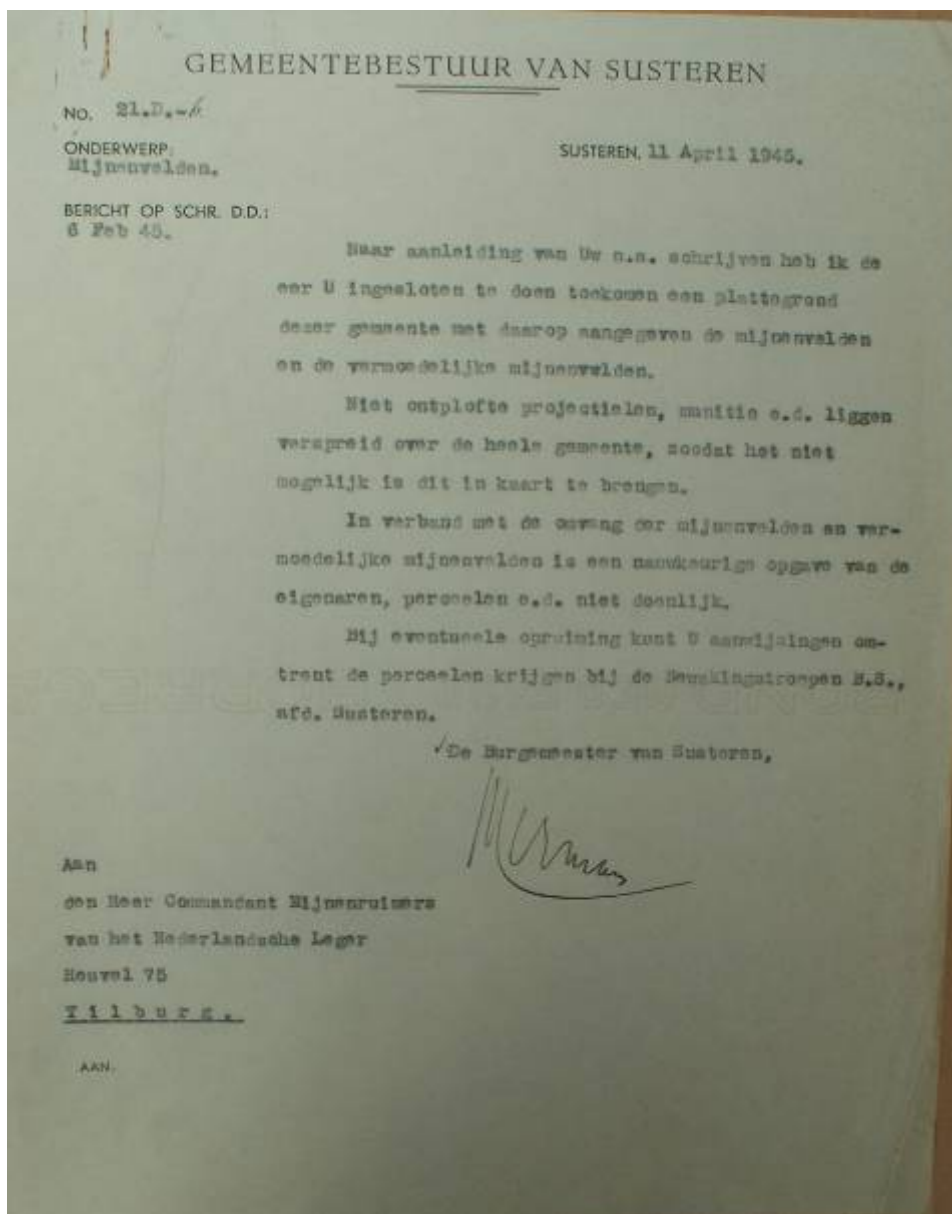 GEMEENTEBESTUUR VAN SUSTEREN
NO. 21.D.-6
ONDERWERP:
Mijnenvelden.
SUSTEREN, 11 April 1945.
BERICHT OP SCHR. D.D.:
6 Feb 45.
Naar aanleiding van Uw n.s. schrijven heb ik de
eer U ingesloten te doen toekomen een plattegrond
dezer gemeente met daarop aangegeven de mijnenvelden
en de vermoedelijke mijnenvelden.
Niet ontplofte projectielen, munitie e.d. liggen
verspreid over de heele gemeente, zoodat het niet
mogelijk is dit in kaart te brengen.
In verband met de omvang der mijnenvelden en ver-
moedelijke mijnenvelden is een nauwkeurige opgave van de
eigenaren, perceelen e.d. niet doenlijk.
Bij eventueele opruiming kunt U aanwijzingen om-
trent de perceelen krijgen bij de Bewakingstroepen B.S.,
afd. Susteren.
De Burgemeester van Susteren,
Aan
den Heer Commandant Mijnenruimers
van het Nederlandsche Leger
Heuvel 75
Tilburg.
AAN.